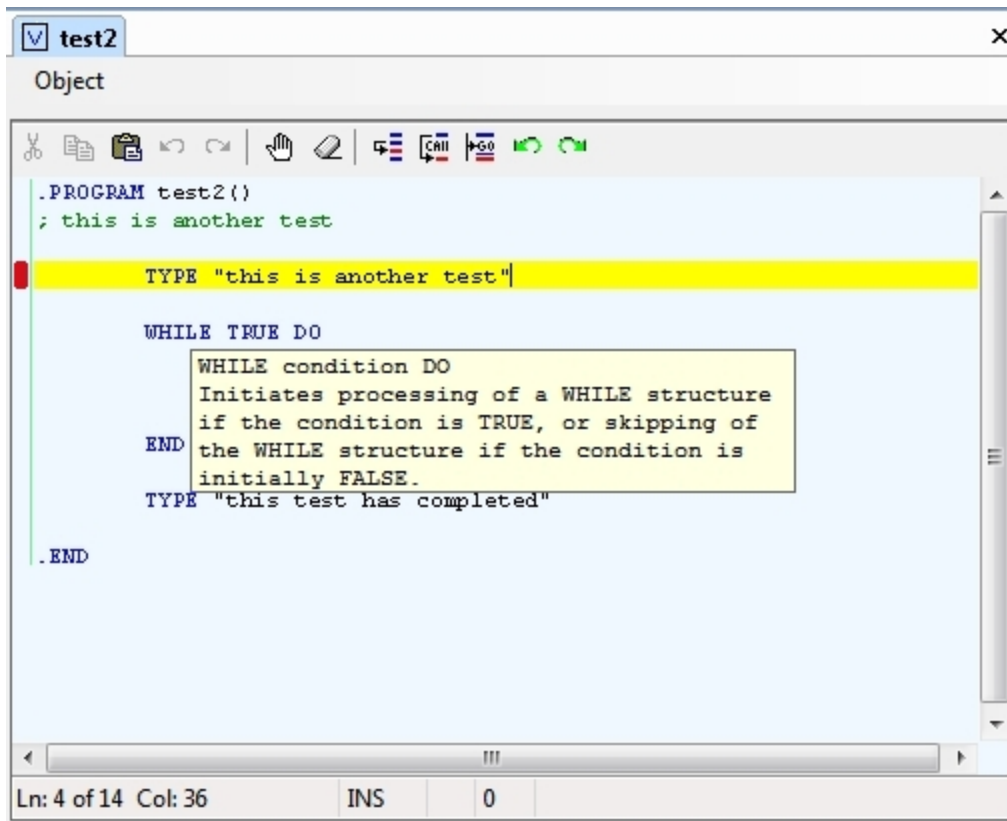 V test2
Object
CAll
GO
.PROGRAM test2()
; this is another test
TYPE "this is another test"
WHILE TRUE DO
WHILE condition DO
Initiates processing of a WHILE structure
if the condition is TRUE, or skipping of
the WHILE structure if the condition is
initially FALSE.
END
TYPE "this test has completed"
.END
Ln: 4 of 14 Col: 36 INS 0